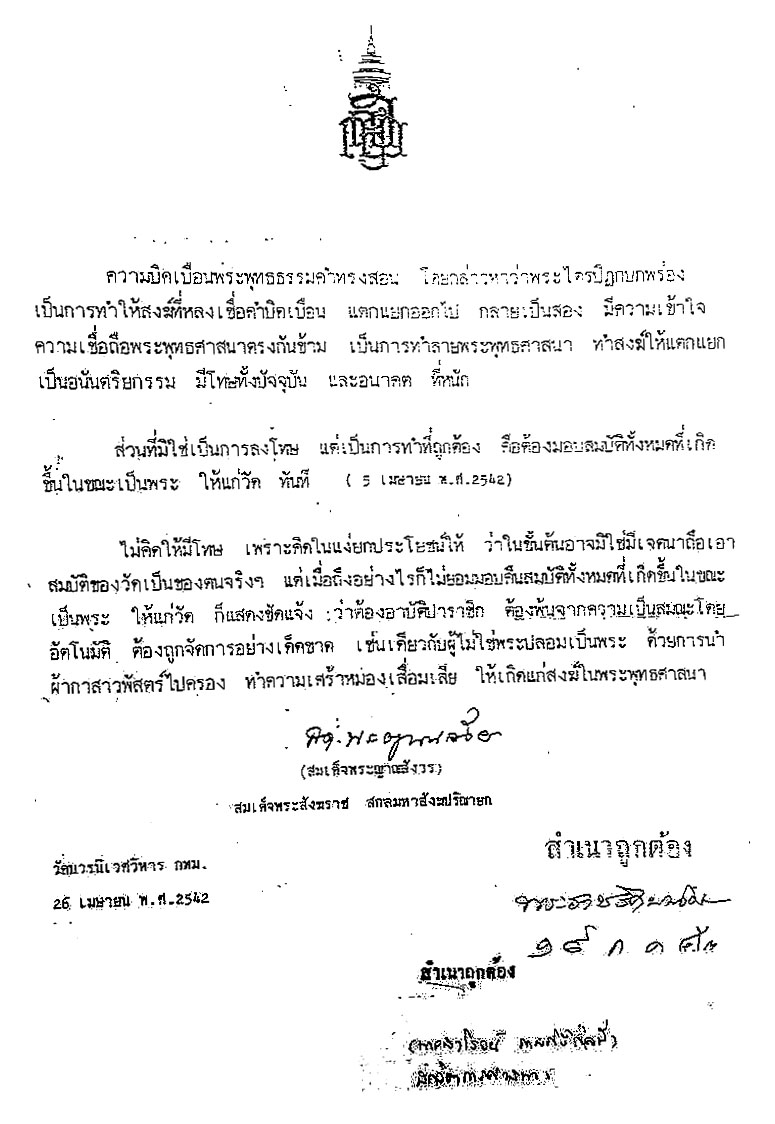 ความบิดเบือนพระพุทธธรรมคำทรงสอน โดยกล่าวหาว่าพระไตรปิฎกบกพร่อง
เป็นการทำให้สงฆ์ที่หลงเชื่อคำบิดเบือน แตกแยกออกไป กลายเป็นสอง มีความเข้าใจ
ความเชื่อถือพระพุทธศาสนาตรงกันข้าม เป็นการทำลายพระพุทธศาสนา ทำสงฆ์ให้แตกแยก
เป็นอนันตริยกรรม มีโทษทั้งปัจจุบัน และอนาคต ที่หนัก
ส่วนที่มิใช่เป็นการลงโทษ แต่เป็นการทำที่ถูกต้อง คือต้องมอบสมบัติทั้งหมดที่เกิด
ขึ้นในขณะเป็นพระ ให้แก่วัด ทันที ( 5 เมษายน พ.ศ.2542)
ไม่คิดให้มีโทษ เพราะคิดในแง่ยกประโยชน์ให้ ว่าในชั้นต้นอาจมิใช่มีเจตนาถือเอา
สมบัติของวัดเป็นของตนจริงๆ แต่เมื่อถึงอย่างไรก็ไม่ยอมมอบคืนสมบัติทั้งหมดที่เกิดขึ้นในขณะ
เป็นพระ ให้แก่วัด ก็แสดงชัดแจ้ง ว่าต้องอาบัติปาราชิก ต้องพ้นจากความเป็นสมณะโดย
อัตโนมัติ ต้องถูกจัดการอย่างเด็ดขาด เช่นเดียวกับผู้ไม่ใช่พระปลอมเป็นพระ ด้วยการนำ
ผ้ากาสาวพัสตร์ไปครอง ทำความเศร้าหมองเสื่อมเสีย ให้เกิดแก่สงฆ์ในพระพุทธศาสนา
(สมเด็จพระญาณสังวร)
สมเด็จพระสังฆราช สกลมหาสังฆปริณายก
วัดบวรนิเวศวิหาร กทม.
26 เมษายน พ.ศ.2542
สำเนาถูกต้อง
สำเนาถูกต้อง